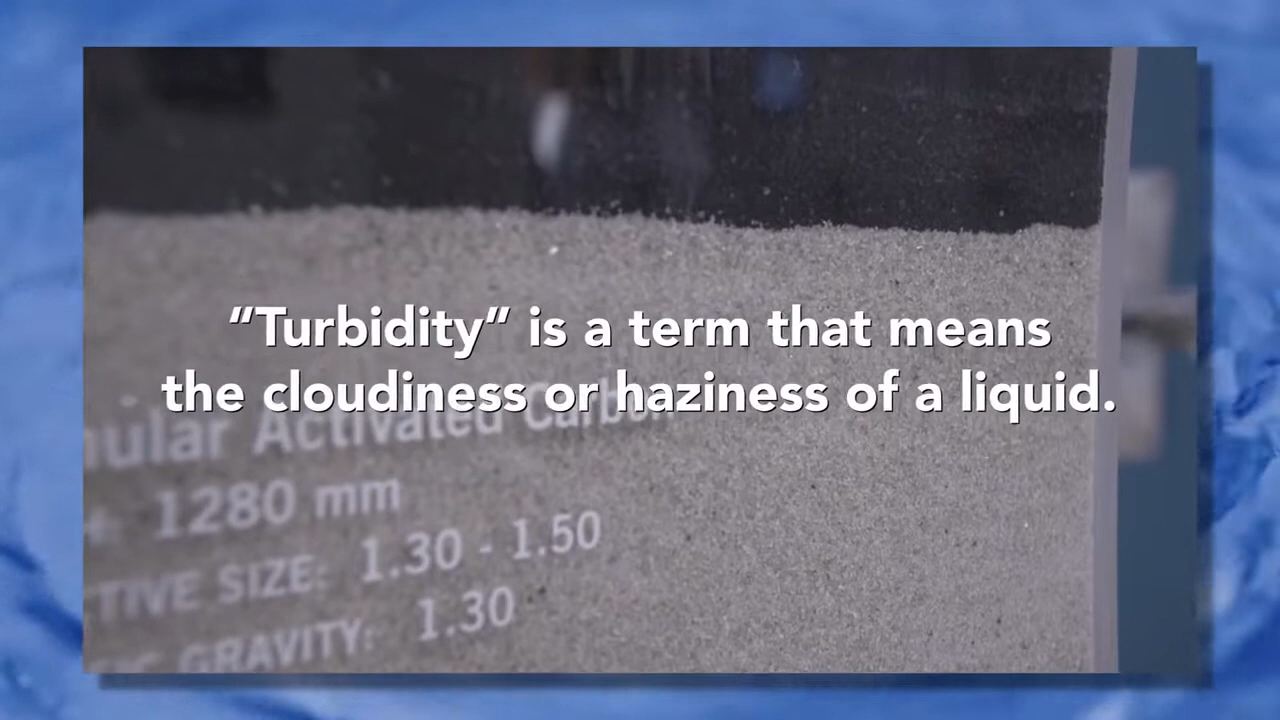 "Turbidity" is a term that means
the cloudiness or haziness of a liquid.
Activated Carbon
1280 mm
TIVE SIZE: 1.30 - 1.50
GRAVITY: 1.30